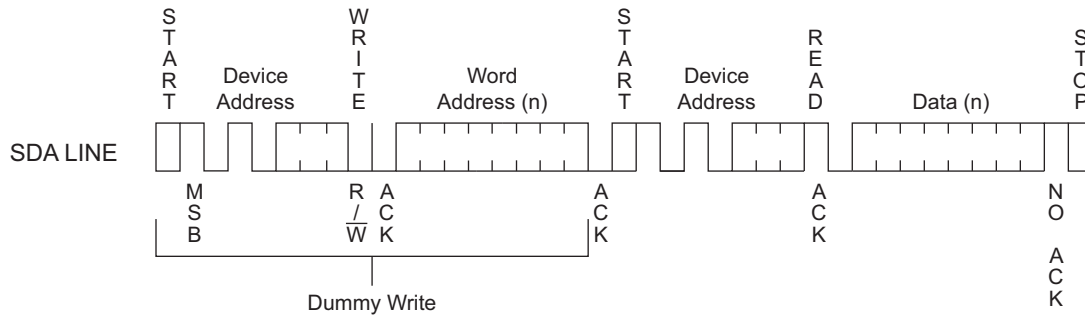 START
WRITE
START
READ
STOP
Device
Address
Word
Address (n)
Device
Address
Data (n)
SDA LINE
MSB
R/W̅
ACK
ACK
ACK
NO ACK
Dummy Write